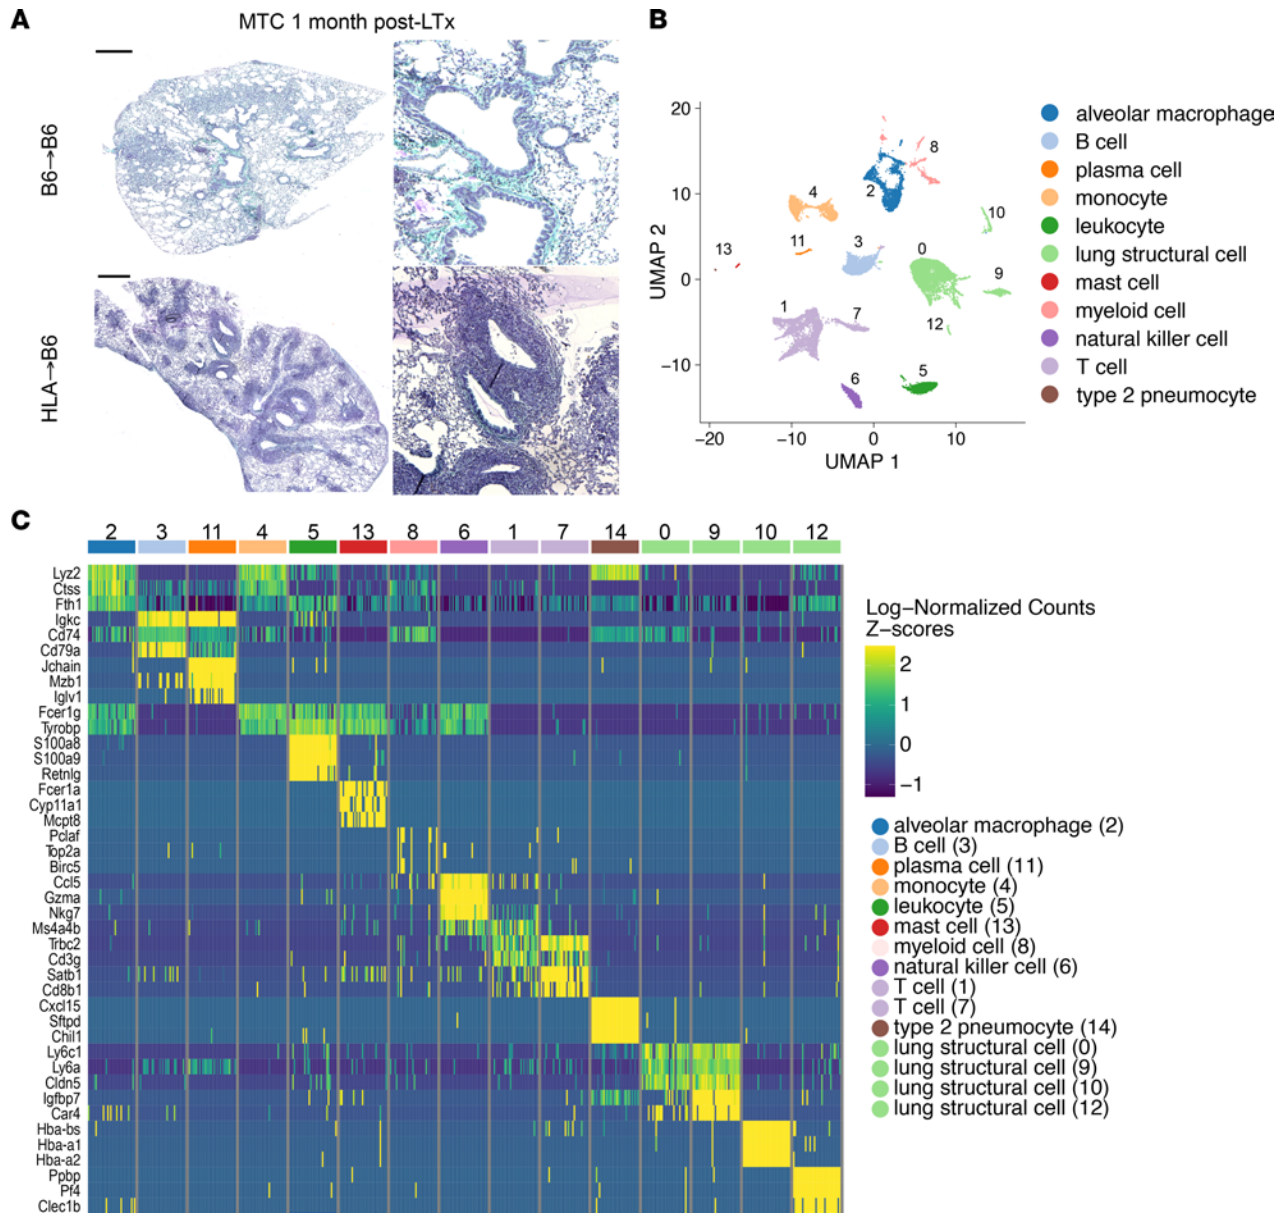 A
MTC 1 month post-LTx
B6→B6
HLA→B6
B
20
10
0
−10
−20
−10
0
10
UMAP 2
UMAP 1
8
4
2
10
11
3
13
0
9
1
7
12
6
5
alveolar macrophage
B cell
plasma cell
monocyte
leukocyte
lung structural cell
mast cell
myeloid cell
natural killer cell
T cell
type 2 pneumocyte
C
2 3 11 4 5 13 8 6 1 7 14 0 9 10 12
Lyz2
Ctss
Fth1
Igkc
Cd74
Cd79a
Jchain
Mzb1
Iglv1
Fcer1g
Tyrobp
S100a8
S100a9
Retnlg
Fcer1a
Cyp11a1
Mcpt8
Pclaf
Top2a
Birc5
Ccl5
Gzma
Nkg7
Ms4a4b
Trbc2
Cd3g
Satb1
Cd8b1
Cxcl15
Sftpd
Chil1
Ly6c1
Ly6a
Cldn5
Igfbp7
Car4
Hba-bs
Hba-a1
Hba-a2
Ppbp
Pf4
Clec1b
Log−Normalized Counts
Z−scores
2
1
0
−1
alveolar macrophage (2)
B cell (3)
plasma cell (11)
monocyte (4)
leukocyte (5)
mast cell (13)
myeloid cell (8)
natural killer cell (6)
T cell (1)
T cell (7)
type 2 pneumocyte (14)
lung structural cell (0)
lung structural cell (9)
lung structural cell (10)
lung structural cell (12)